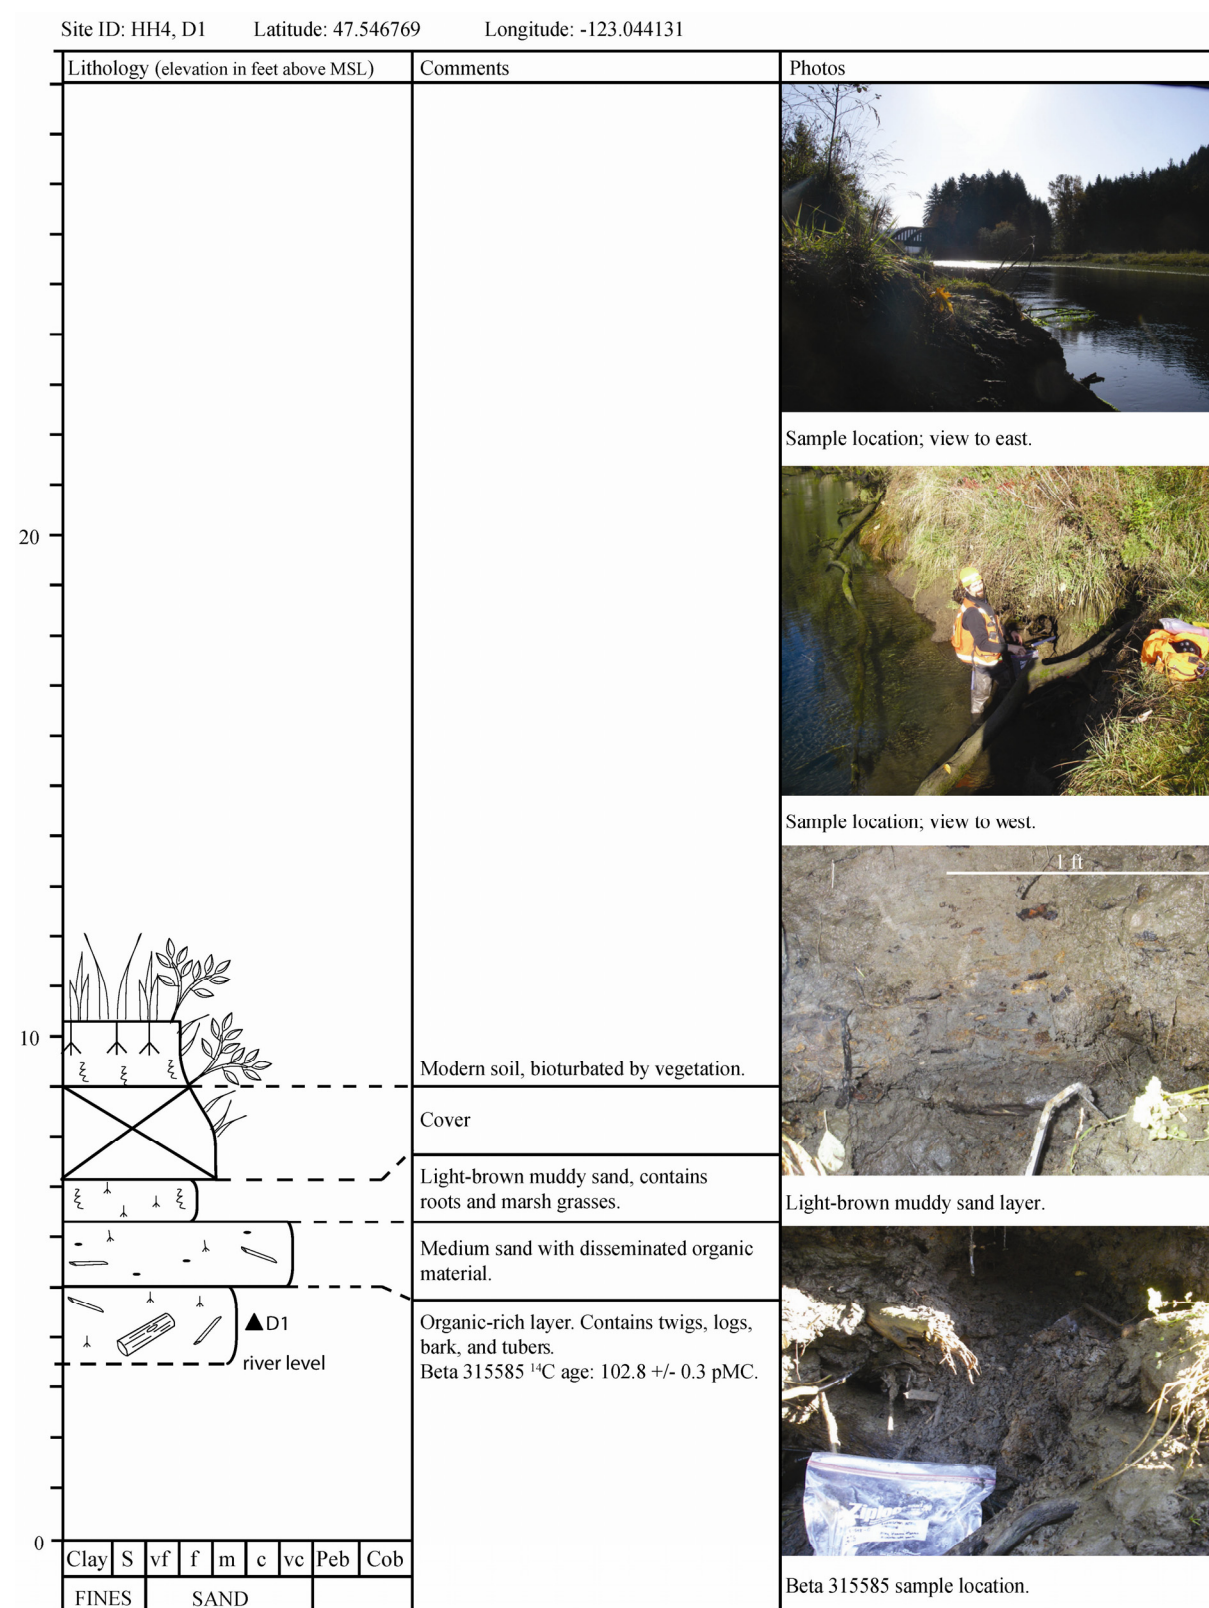 Site ID: HH4, D1 Latitude: 47.546769 Longitude: -123.044131
Lithology (elevation in feet above MSL) Comments Photos
Sample location; view to east.
20
Sample location; view to west.
1 ft
10
Modern soil, bioturbated by vegetation.
Cover
Light-brown muddy sand, contains
roots and marsh grasses.
Light-brown muddy sand layer.
Medium sand with disseminated organic
material.
▲D1
river level
Organic-rich layer. Contains twigs, logs,
bark, and tubers.
Beta 315585 ¹⁴C age: 102.8 +/- 0.3 pMC.
Ziploc
0
Clay S vf f m c vc Peb Cob
FINES SAND
Beta 315585 sample location.